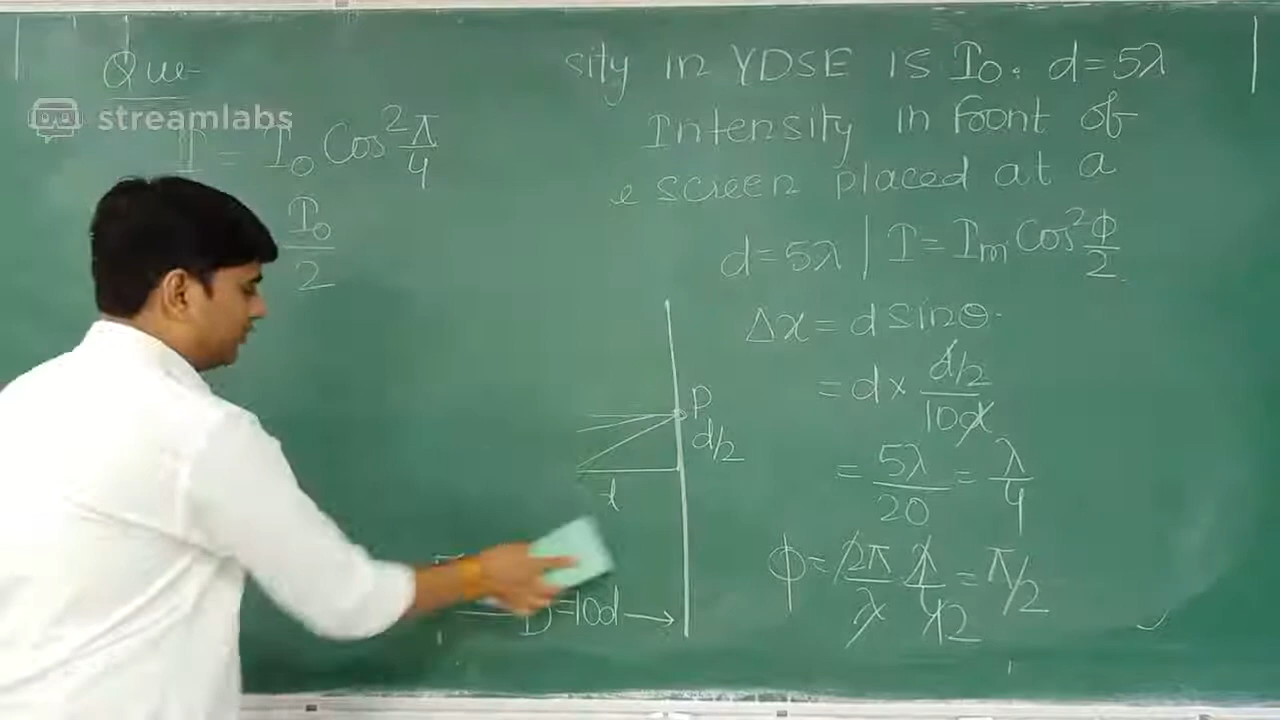 Que
streamlabs
sity in YDSE is I₀. d=5λ
Intensity in front of
e screen placed at a
I = I₀ Cos² π/4
I₀/2
d=5λ | I = Iₘ Cos² ϕ/2
Δx = d sinθ
= d × d/2 / 10d
= 5λ/20 = λ/4
ϕ = 2π/λ λ/4 2 = π/2
P
d/2
D=10d